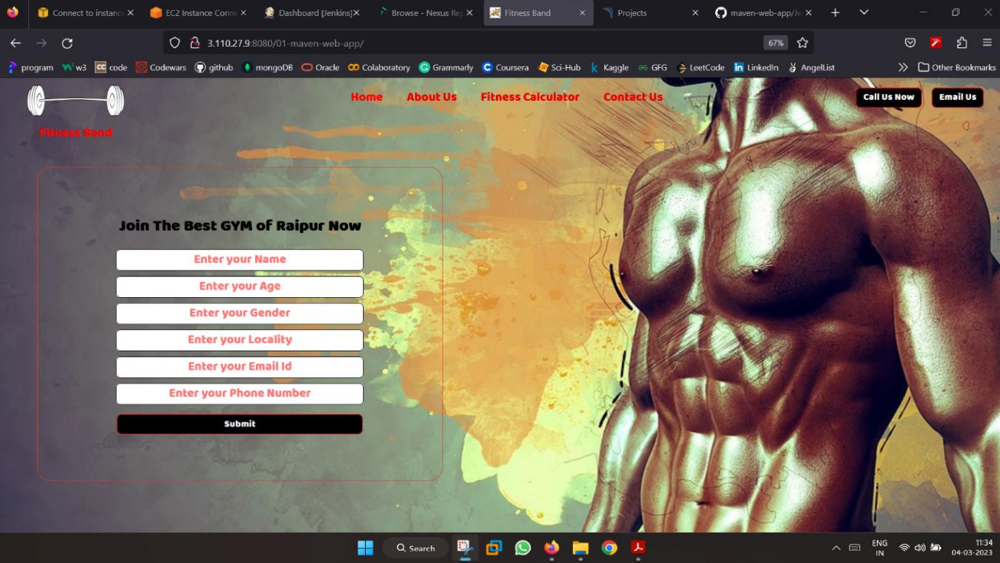 Connect to instance
EC2 Instance Conne
Dashboard [Jenkins]
Browse - Nexus Rep
Fitness Band
Projects
maven-web-app/Je
3.110.27.9:8080/01-maven-web-app/
67%
program
w3
code
Codewars
github
mongoDB
Oracle
Colaboratory
Grammarly
Coursera
Sci-Hub
Kaggle
GFG
LeetCode
LinkedIn
AngelList
Other Bookmarks
Home
About Us
Fitness Calculator
Contact Us
Call Us Now
Email Us
Fitness Band
Join The Best GYM of Raipur Now
Enter your Name
Enter your Age
Enter your Gender
Enter your Locality
Enter your Email Id
Enter your Phone Number
Submit
Search
ENG
IN
11:34
04-03-2023